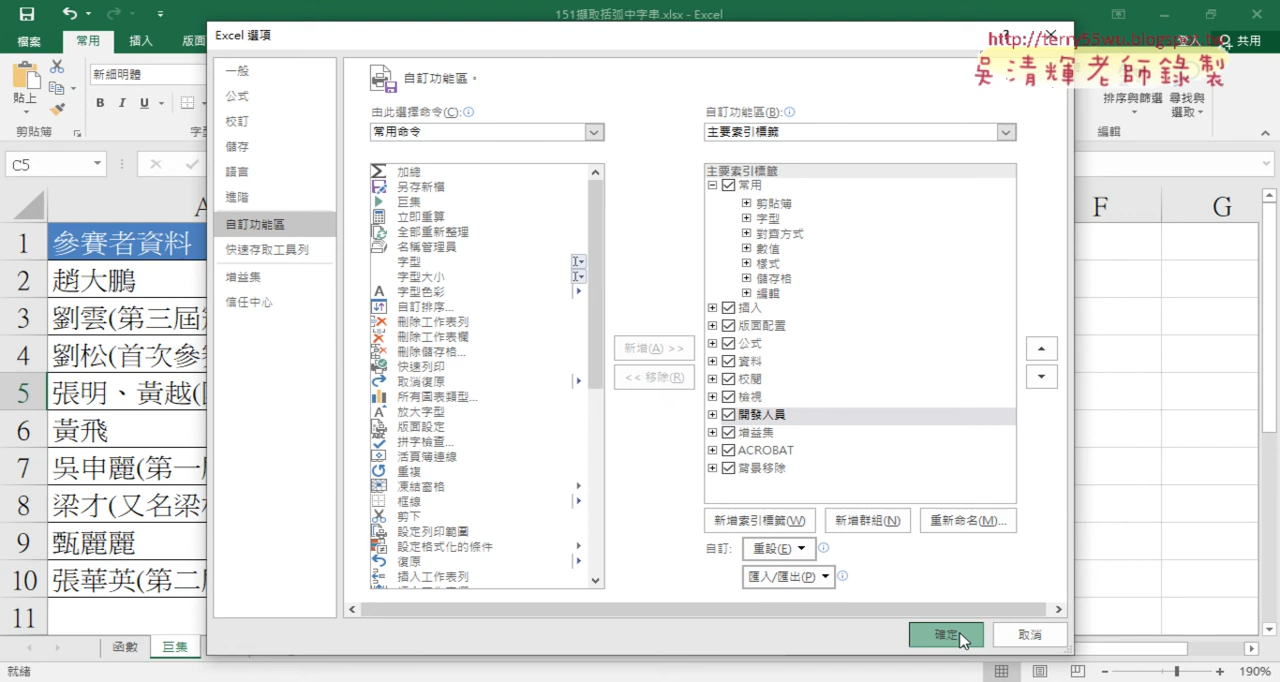 151擷取括弧中字串.xlsx - Excel
檔案
常用
插入
版面
登入
共用
http://terry55wu.blogspot.tw
吳清輝老師錄製
貼上
新細明體
B I U
剪貼簿
字型
排序與篩選
尋找與
選取
編輯
C5
A
F
G
1 參賽者資料
2 趙大鵬
3 劉雲(第三屆
4 劉松(首次參
5 張明、黃越(
6 黃飛
7 吳申麗(第一
8 梁才(又名梁
9 甄麗麗
10 張華英(第二
11
函數
巨集
就緒
190%
Excel 選項
一般
公式
校訂
儲存
語言
進階
自訂功能區
快速存取工具列
增益集
信任中心
自訂功能區。
由此選擇命令(C):
常用命令
加總
另存新檔
巨集
立即重算
全部重新整理
名稱管理員
字型
字型大小
字型色彩
自訂排序...
刪除工作表列
刪除工作表欄
刪除儲存格...
快速列印
取消復原
所有圖表類型...
放大字型
版面設定
拼字檢查...
活頁簿連線
重複
凍結窗格
框線
剪下
設定列印範圍
設定格式化的條件
復原
插入工作表列
新增(A) >>
<< 移除(R)
自訂功能區(B):
主要索引標籤
主要索引標籤
常用
剪貼簿
字型
對齊方式
數值
樣式
儲存格
編輯
插入
版面配置
公式
資料
校閱
檢視
開發人員
增益集
ACROBAT
背景移除
新增索引標籤(W)
新增群組(N)
重新命名(M)...
自訂:
重設(E)
匯入/匯出(P)
確定
取消